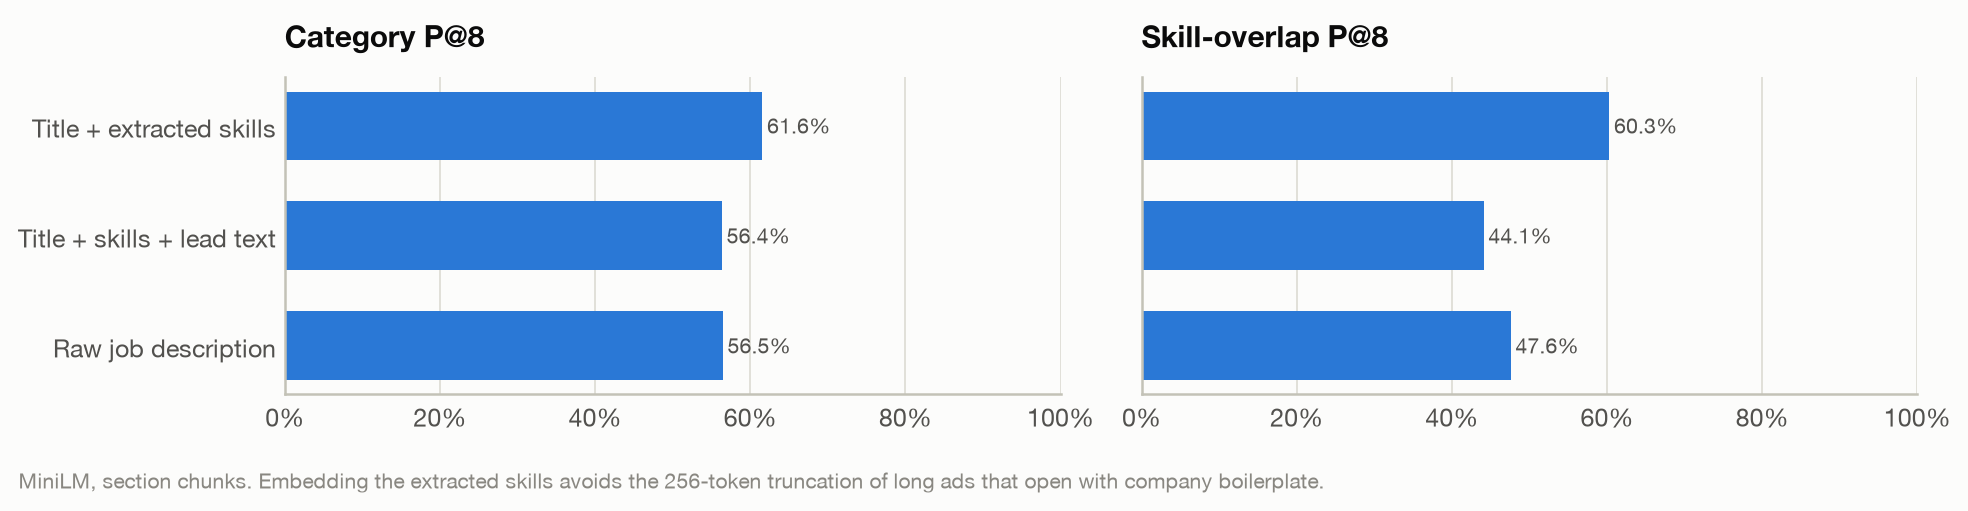 Category P@8
Skill-overlap P@8
Title + extracted skills
61.6%
60.3%
Title + skills + lead text
56.4%
44.1%
Raw job description
56.5%
47.6%
0% 20% 40% 60% 80% 100%
0% 20% 40% 60% 80% 100%
MiniLM, section chunks. Embedding the extracted skills avoids the 256-token truncation of long ads that open with company boilerplate.